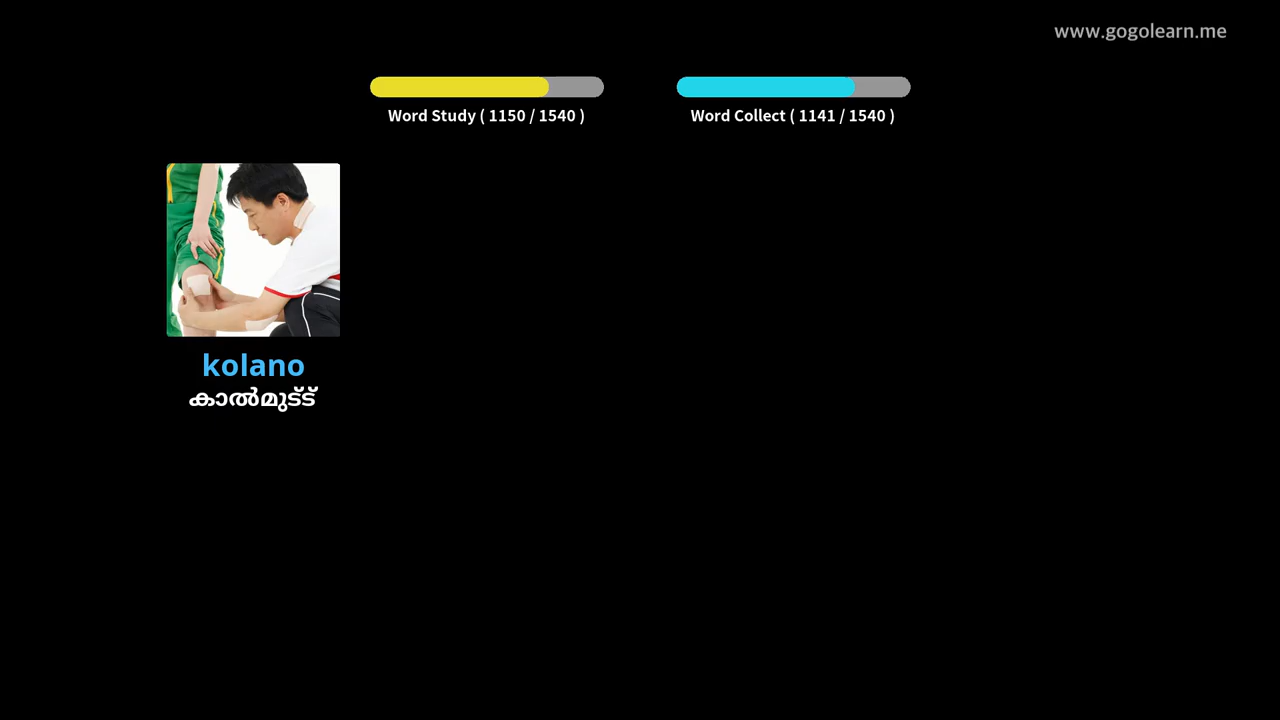 www.gogolearn.me
Word Study ( 1150 / 1540 )
Word Collect ( 1141 / 1540 )
kolano
കാൽമുട്ട്